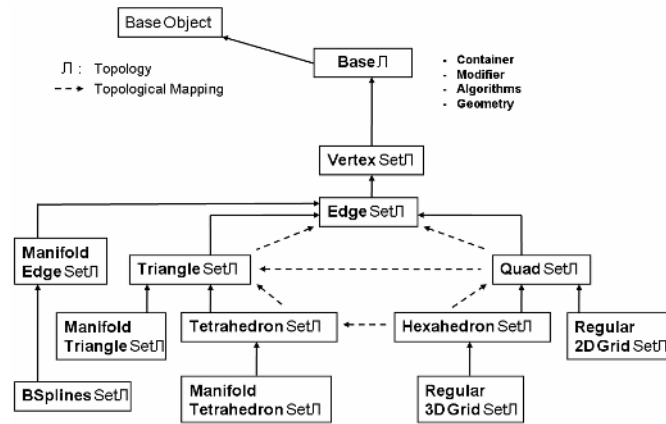 Base Object
Base Л
Л : Topology
Topological Mapping
- Container
- Modifier
- Algorithms
- Geometry
Vertex SetЛ
Edge SetЛ
Manifold
Edge SetЛ
Triangle SetЛ
Quad SetЛ
Manifold
Triangle SetЛ
Tetrahedron SetЛ
Hexahedron SetЛ
Regular
2D Grid SetЛ
BSplines SetЛ
Manifold
Tetrahedron SetЛ
Regular
3D Grid SetЛ